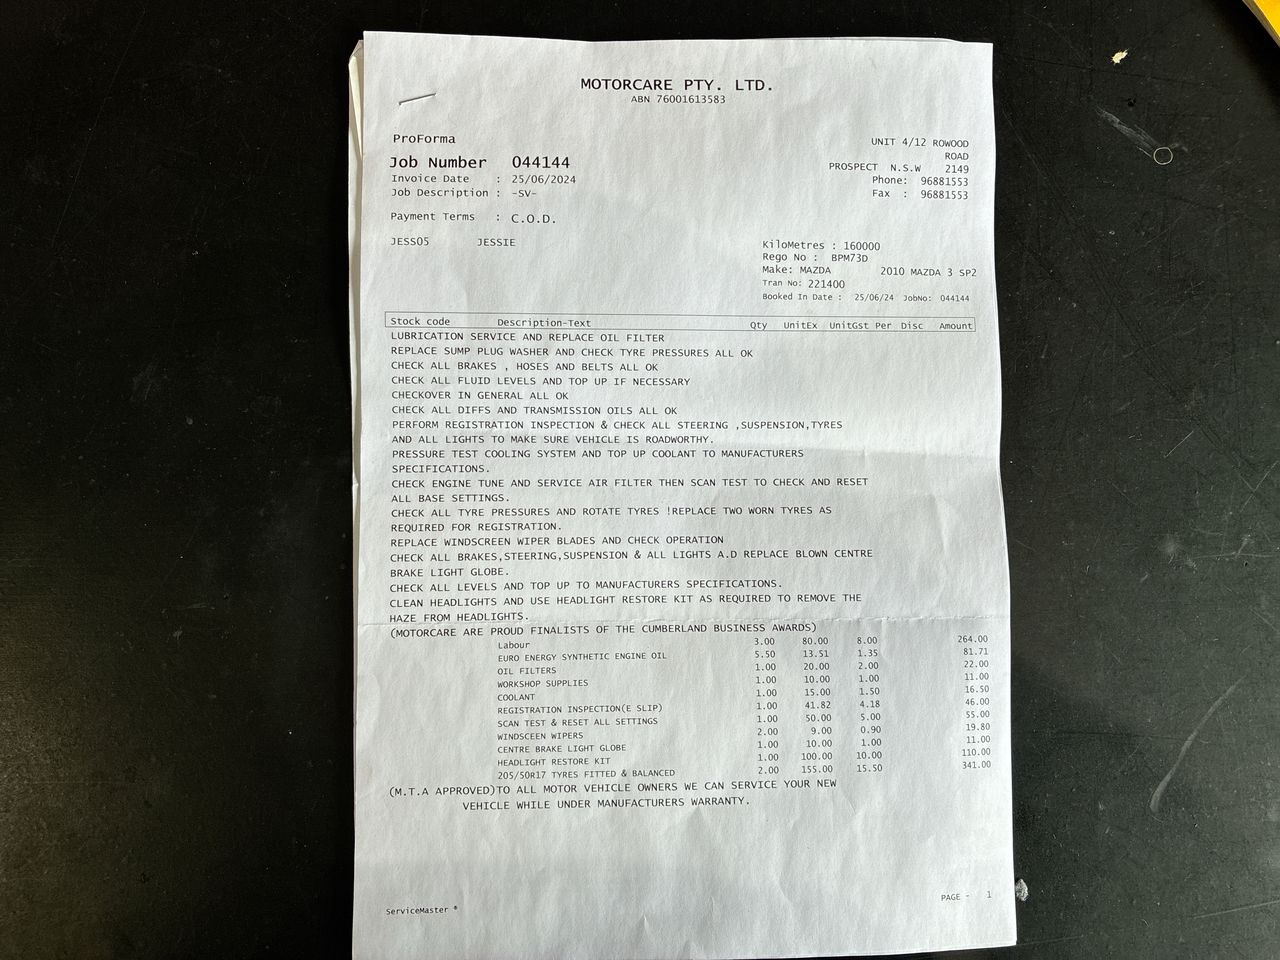 MOTORCARE PTY. LTD.
ABN 76001613583
ProForma
Job Number 044144
Invoice Date : 25/06/2024
Job Description : -SV-
Payment Terms : C.O.D.
JESS05 JESSIE
UNIT 4/12 ROWOOD
ROAD
PROSPECT N.S.W 2149
Phone: 96881553
Fax : 96881553
KiloMetres : 160000
Rego No : BPM73D
Make: MAZDA 2010 MAZDA 3 SP2
Tran No: 221400
Booked In Date : 25/06/24 JobNo: 044144
Stock code Description-Text Qty UnitEx UnitGst Per Disc Amount
LUBRICATION SERVICE AND REPLACE OIL FILTER
REPLACE SUMP PLUG WASHER AND CHECK TYRE PRESSURES ALL OK
CHECK ALL BRAKES , HOSES AND BELTS ALL OK
CHECK ALL FLUID LEVELS AND TOP UP IF NECESSARY
CHECKOVER IN GENERAL ALL OK
CHECK ALL DIFFS AND TRANSMISSION OILS ALL OK
PERFORM REGISTRATION INSPECTION & CHECK ALL STEERING ,SUSPENSION,TYRES
AND ALL LIGHTS TO MAKE SURE VEHICLE IS ROADWORTHY.
PRESSURE TEST COOLING SYSTEM AND TOP UP COOLANT TO MANUFACTURERS
SPECIFICATIONS.
CHECK ENGINE TUNE AND SERVICE AIR FILTER THEN SCAN TEST TO CHECK AND RESET
ALL BASE SETTINGS.
CHECK ALL TYRE PRESSURES AND ROTATE TYRES !REPLACE TWO WORN TYRES AS
REQUIRED FOR REGISTRATION.
REPLACE WINDSCREEN WIPER BLADES AND CHECK OPERATION
CHECK ALL BRAKES,STEERING,SUSPENSION & ALL LIGHTS A.D REPLACE BLOWN CENTRE
BRAKE LIGHT GLOBE.
CHECK ALL LEVELS AND TOP UP TO MANUFACTURERS SPECIFICATIONS.
CLEAN HEADLIGHTS AND USE HEADLIGHT RESTORE KIT AS REQUIRED TO REMOVE THE
HAZE FROM HEADLIGHTS.
(MOTORCARE ARE PROUD FINALISTS OF THE CUMBERLAND BUSINESS AWARDS)
Labour 3.00 80.00 8.00 264.00
EURO ENERGY SYNTHETIC ENGINE OIL 5.50 13.51 1.35 81.71
OIL FILTERS 1.00 20.00 2.00 22.00
WORKSHOP SUPPLIES 1.00 10.00 1.00 11.00
COOLANT 1.00 15.00 1.50 16.50
REGISTRATION INSPECTION(E SLIP) 1.00 41.82 4.18 46.00
SCAN TEST & RESET ALL SETTINGS 1.00 50.00 5.00 55.00
WINDSCEEN WIPERS 2.00 9.00 0.90 19.80
CENTRE BRAKE LIGHT GLOBE 1.00 10.00 1.00 11.00
HEADLIGHT RESTORE KIT 1.00 100.00 10.00 110.00
205/50R17 TYRES FITTED & BALANCED 2.00 155.00 15.50 341.00
(M.T.A APPROVED)TO ALL MOTOR VEHICLE OWNERS WE CAN SERVICE YOUR NEW
VEHICLE WHILE UNDER MANUFACTURERS WARRANTY.
ServiceMaster ®
PAGE - 1